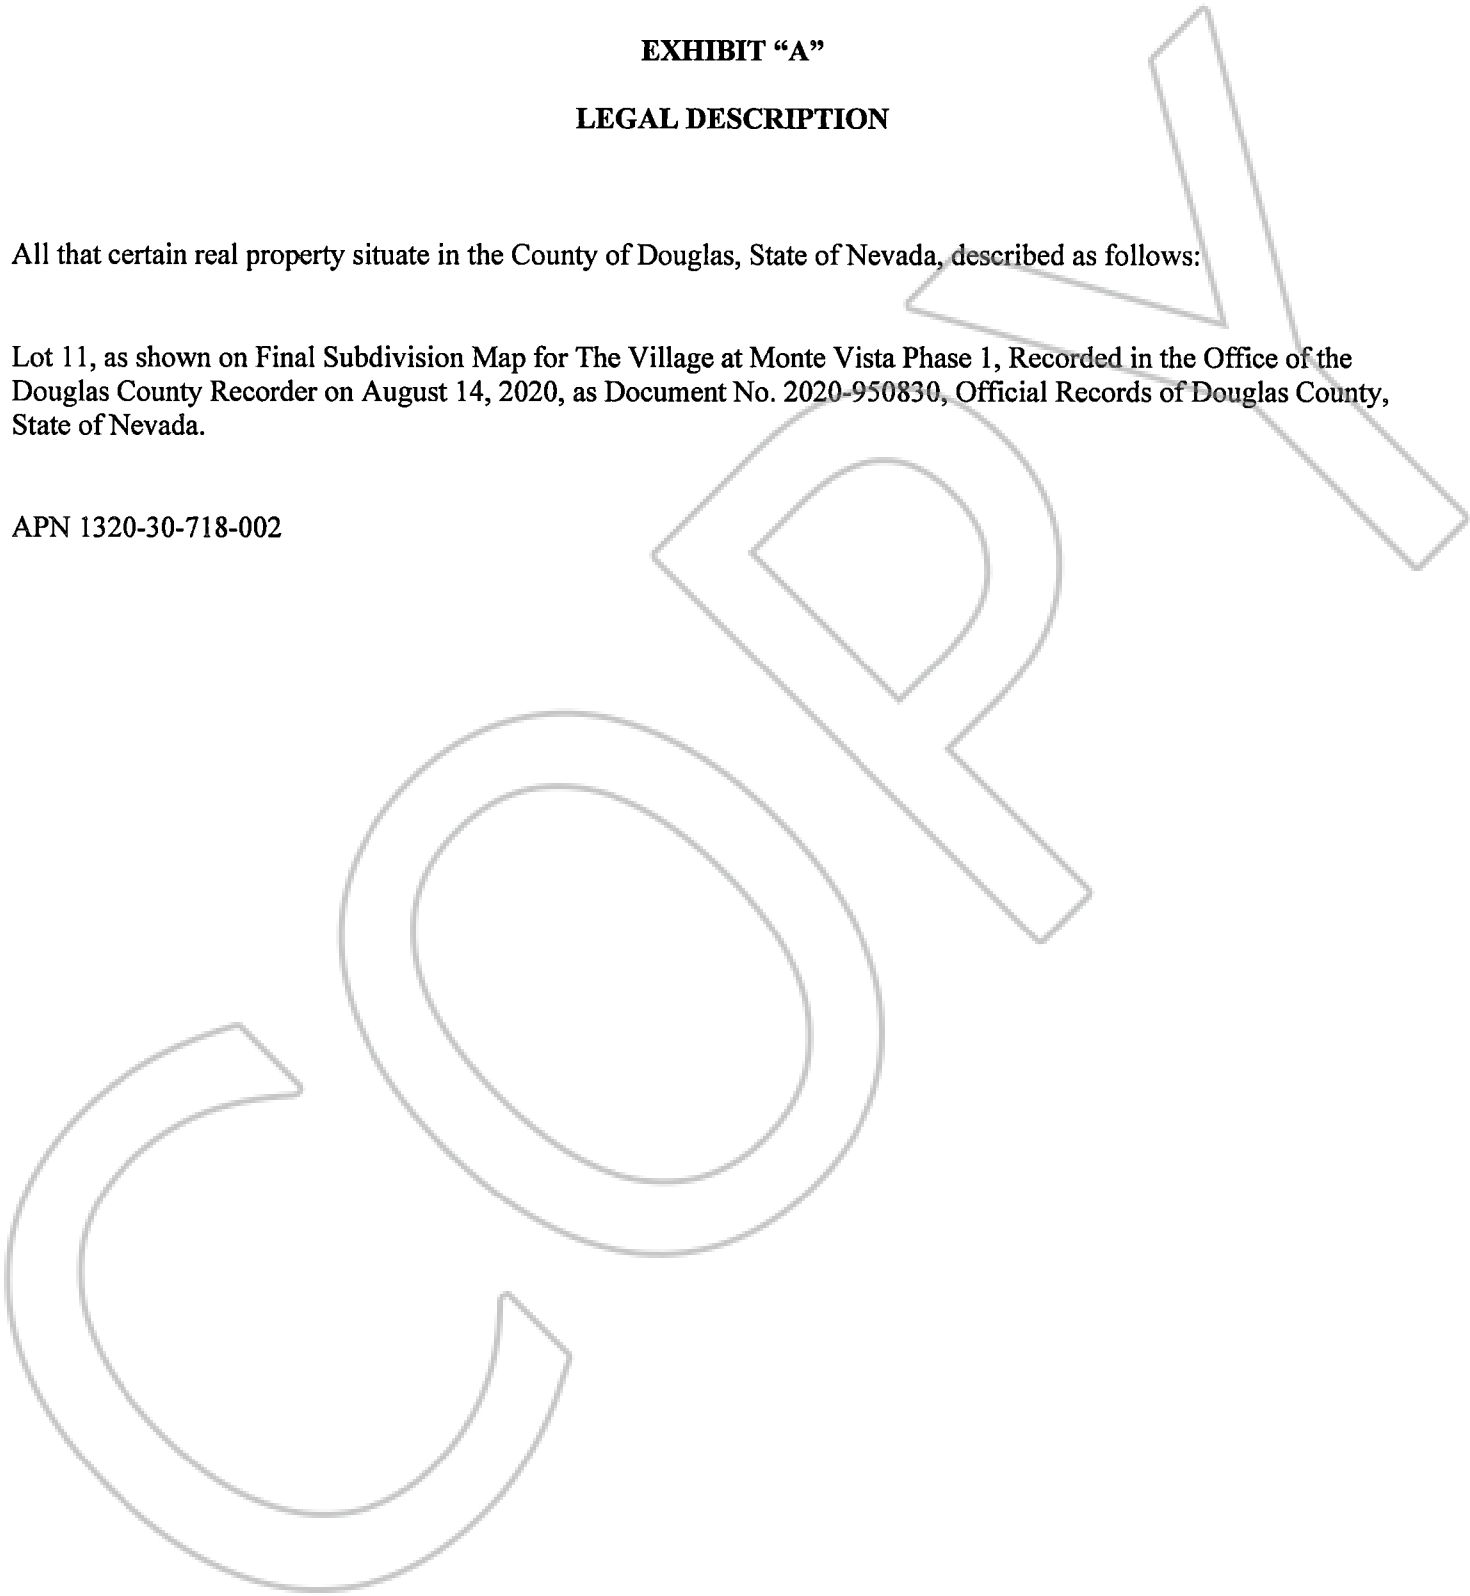 EXHIBIT “A”
LEGAL DESCRIPTION
All that certain real property situate in the County of Douglas, State of Nevada, described as follows:
Lot 11, as shown on Final Subdivision Map for The Village at Monte Vista Phase 1, Recorded in the Office of the
Douglas County Recorder on August 14, 2020, as Document No. 2020-950830, Official Records of Douglas County,
State of Nevada.
APN 1320-30-718-002
COPY